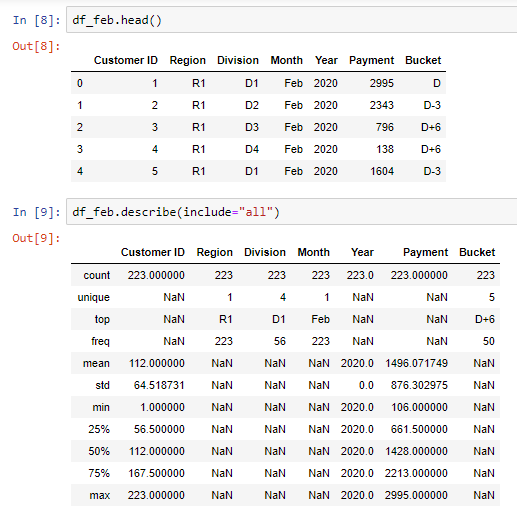 In [8]: df_feb.head()
Out[8]:
Customer ID Region Division Month Year Payment Bucket
0 1 R1 D1 Feb 2020 2995 D
1 2 R1 D2 Feb 2020 2343 D-3
2 3 R1 D3 Feb 2020 796 D+6
3 4 R1 D4 Feb 2020 138 D+6
4 5 R1 D1 Feb 2020 1604 D-3
In [9]: df_feb.describe(include="all")
Out[9]:
Customer ID Region Division Month Year Payment Bucket
count 223.000000 223 223 223 223.0 223.000000 223
unique NaN 1 4 1 NaN NaN 5
top NaN R1 D1 Feb NaN NaN D+6
freq NaN 223 56 223 NaN NaN 50
mean 112.000000 NaN NaN NaN 2020.0 1496.071749 NaN
std 64.518731 NaN NaN NaN 0.0 876.302975 NaN
min 1.000000 NaN NaN NaN 2020.0 106.000000 NaN
25% 56.500000 NaN NaN NaN 2020.0 661.500000 NaN
50% 112.000000 NaN NaN NaN 2020.0 1428.000000 NaN
75% 167.500000 NaN NaN NaN 2020.0 2213.000000 NaN
max 223.000000 NaN NaN NaN 2020.0 2995.000000 NaN